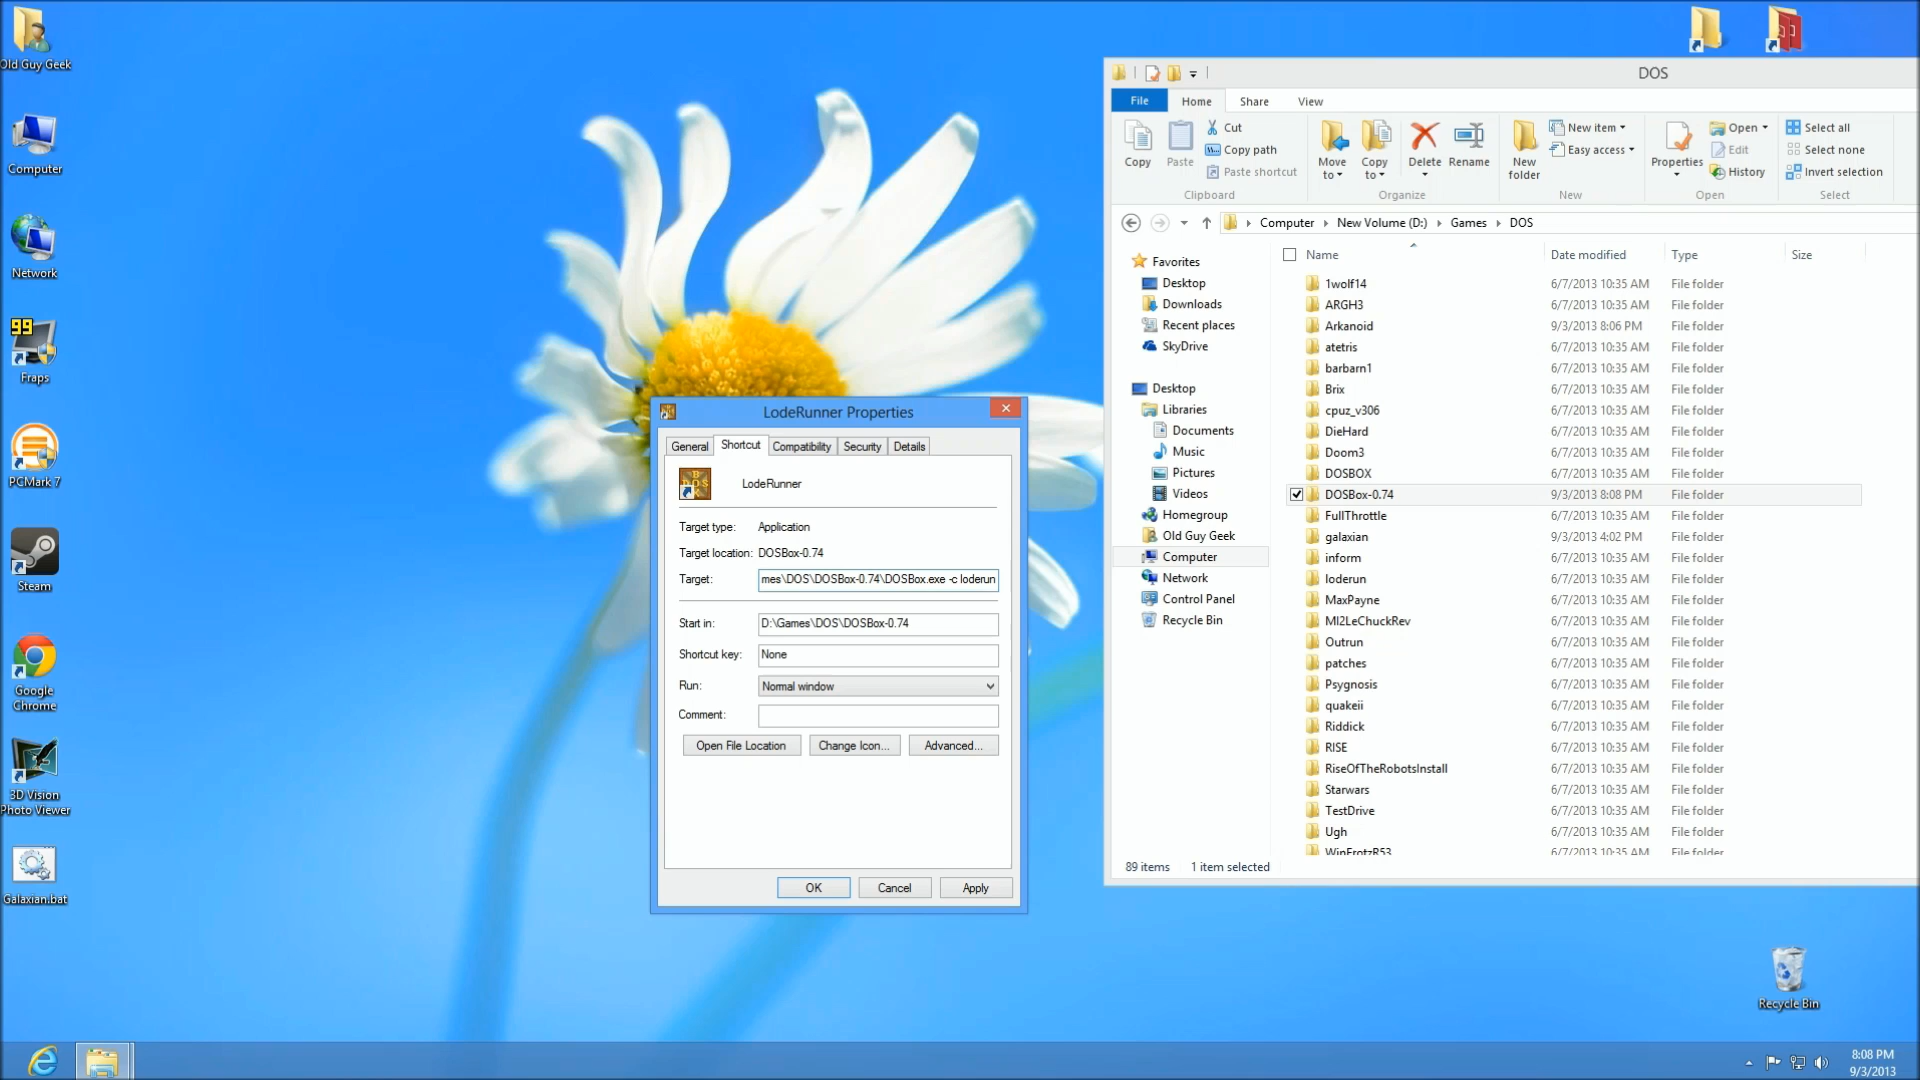 Old Guy Geek
Computer
Network
99
Fraps
PCMark 7
Steam
Google
Chrome
3D Vision
Photo Viewer
Galaxian.bat
LodeRunner Properties
General
Shortcut
Compatibility
Security
Details
LodeRunner
Target type: Application
Target location: DOSBox-0.74
Target: mes\DOS\DOSBox-0.74\DOSBox.exe -c loderun
Start in: D:\Games\DOS\DOSBox-0.74
Shortcut key: None
Run: Normal window
Comment:
Open File Location
Change Icon...
Advanced...
OK
Cancel
Apply
DOS
File
Home
Share
View
Copy
Paste
Cut
Copy path
Paste shortcut
Clipboard
Move
to
Copy
to
Delete
Rename
Organize
New
folder
New item
Easy access
New
Properties
Open
Edit
History
Open
Select all
Select none
Invert selection
Select
Computer
New Volume (D:)
Games
DOS
Favorites
Desktop
Downloads
Recent places
SkyDrive
Desktop
Libraries
Documents
Music
Pictures
Videos
Homegroup
Old Guy Geek
Computer
Network
Control Panel
Recycle Bin
Name Date modified Type Size
1wolf14 6/7/2013 10:35 AM File folder
ARGH3 6/7/2013 10:35 AM File folder
Arkanoid 9/3/2013 8:06 PM File folder
atetris 6/7/2013 10:35 AM File folder
barbarn1 6/7/2013 10:35 AM File folder
Brix 6/7/2013 10:35 AM File folder
cpuz_v306 6/7/2013 10:35 AM File folder
DieHard 6/7/2013 10:35 AM File folder
Doom3 6/7/2013 10:35 AM File folder
DOSBOX 6/7/2013 10:35 AM File folder
DOSBox-0.74 9/3/2013 8:08 PM File folder
FullThrottle 6/7/2013 10:35 AM File folder
galaxian 9/3/2013 4:02 PM File folder
inform 6/7/2013 10:35 AM File folder
loderun 6/7/2013 10:35 AM File folder
MaxPayne 6/7/2013 10:35 AM File folder
MI2LeChuckRev 6/7/2013 10:35 AM File folder
Outrun 6/7/2013 10:35 AM File folder
patches 6/7/2013 10:35 AM File folder
Psygnosis 6/7/2013 10:35 AM File folder
quakeii 6/7/2013 10:35 AM File folder
Riddick 6/7/2013 10:35 AM File folder
RISE 6/7/2013 10:35 AM File folder
RiseOfTheRobotsInstall 6/7/2013 10:35 AM File folder
Starwars 6/7/2013 10:35 AM File folder
TestDrive 6/7/2013 10:35 AM File folder
Ugh 6/7/2013 10:35 AM File folder
WinFrotzR53 6/7/2013 10:35 AM File folder
89 items 1 item selected
Recycle Bin
8:08 PM
9/3/2013